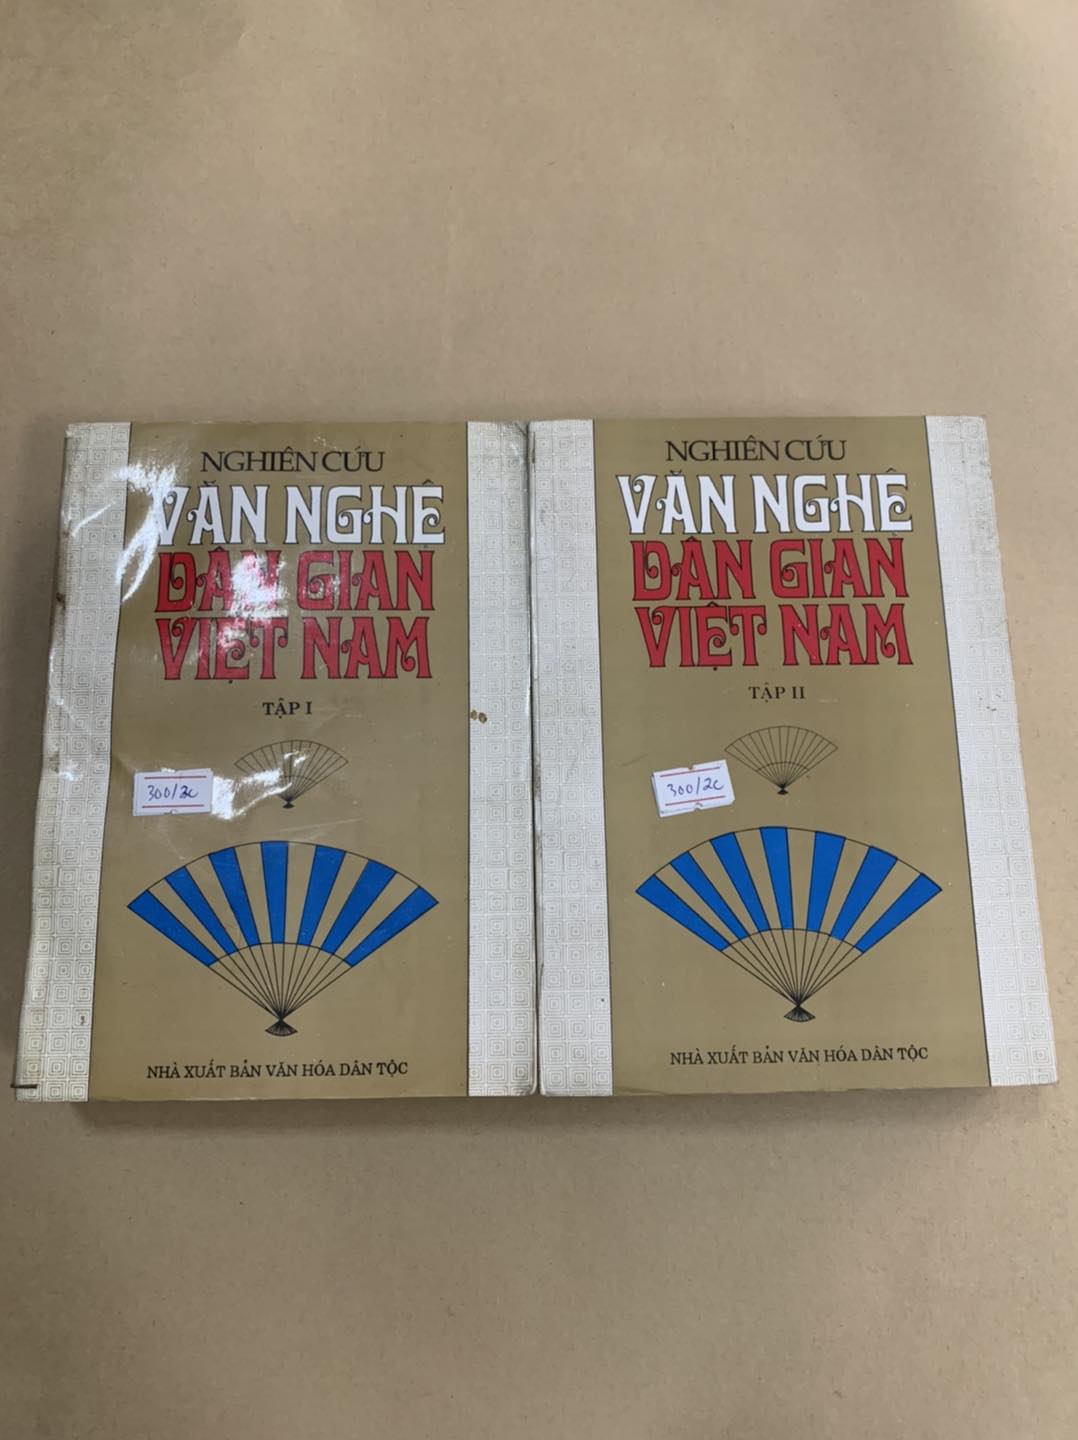 NGHIÊN CỨU
VĂN NGHỆ
DÂN GIAN
VIỆT NAM
TẬP I
300/2c
NHÀ XUẤT BẢN VĂN HÓA DÂN TỘC
NGHIÊN CỨU
VĂN NGHỆ
DÂN GIAN
VIỆT NAM
TẬP II
300/2c
NHÀ XUẤT BẢN VĂN HÓA DÂN TỘC